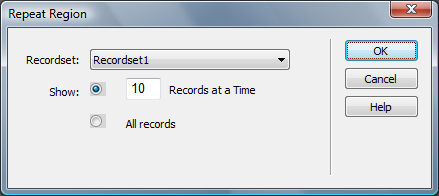 Repeat Region
Recordset: Recordset1 OK
Cancel
Show: 10 Records at a Time
Help
All records